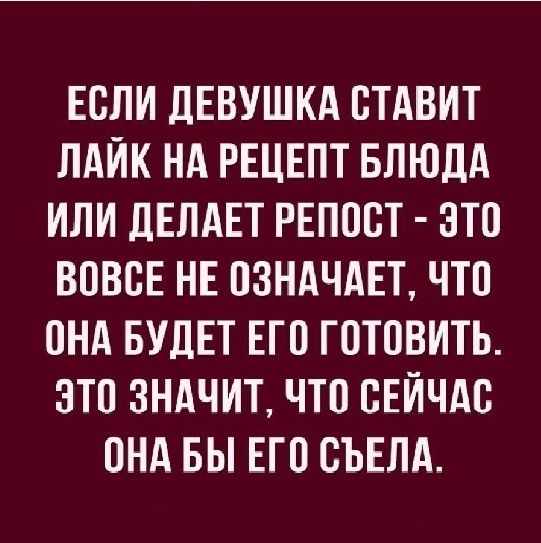 ЕСЛИ ДЕВУШКА СТАВИТ
ЛАЙК НА РЕЦЕПТ БЛЮДА
ИЛИ ДЕЛАЕТ РЕПОСТ - ЭТО
ВОВСЕ НЕ ОЗНАЧАЕТ, ЧТО
ОНА БУДЕТ ЕГО ГОТОВИТЬ.
ЭТО ЗНАЧИТ, ЧТО СЕЙЧАС
ОНА БЫ ЕГО СЪЕЛА.